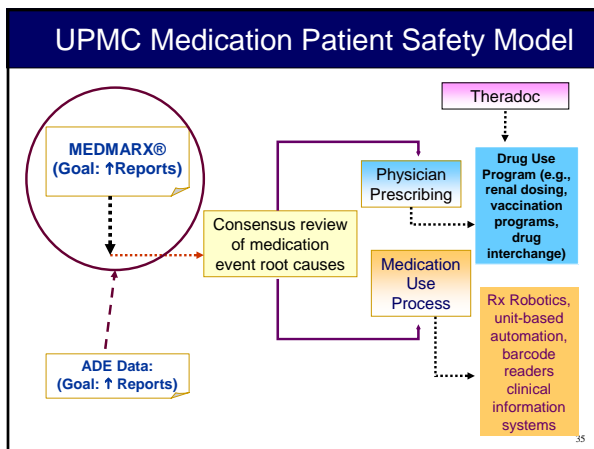 UPMC Medication Patient Safety Model
Theradoc
MEDMARX®
(Goal: ↑Reports)
Physician
Prescribing
Drug Use
Program (e.g.,
renal dosing,
vaccination
programs,
drug
interchange)
Consensus review
of medication
event root causes
Medication
Use
Process
Rx Robotics,
unit-based
automation,
barcode
readers
clinical
information
systems
ADE Data:
(Goal: ↑ Reports)
35